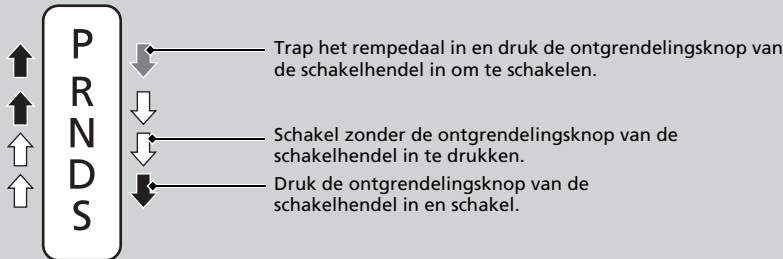 P
R
N
D
S
Trap het rempedaal in en druk de ontgrendelingsknop van
de schakelhendel in om te schakelen.
Schakel zonder de ontgrendelingsknop van de
schakelhendel in te drukken.
Druk de ontgrendelingsknop van de
schakelhendel in en schakel.